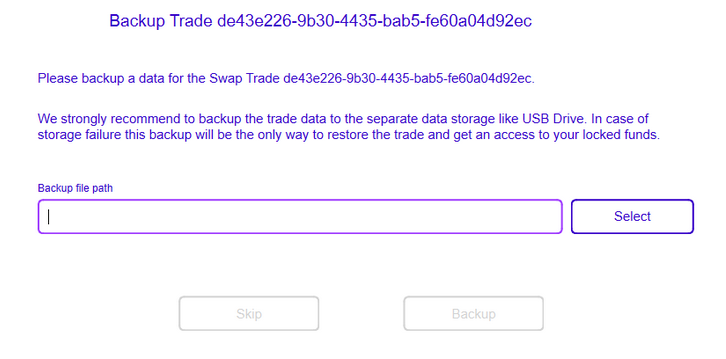 Backup Trade de43e226-9b30-4435-bab5-fe60a04d92ec
Please backup a data for the Swap Trade de43e226-9b30-4435-bab5-fe60a04d92ec.
We strongly recommend to backup the trade data to the separate data storage like USB Drive. In case of
storage failure this backup will be the only way to restore the trade and get an access to your locked funds.
Backup file path
Select
Skip
Backup